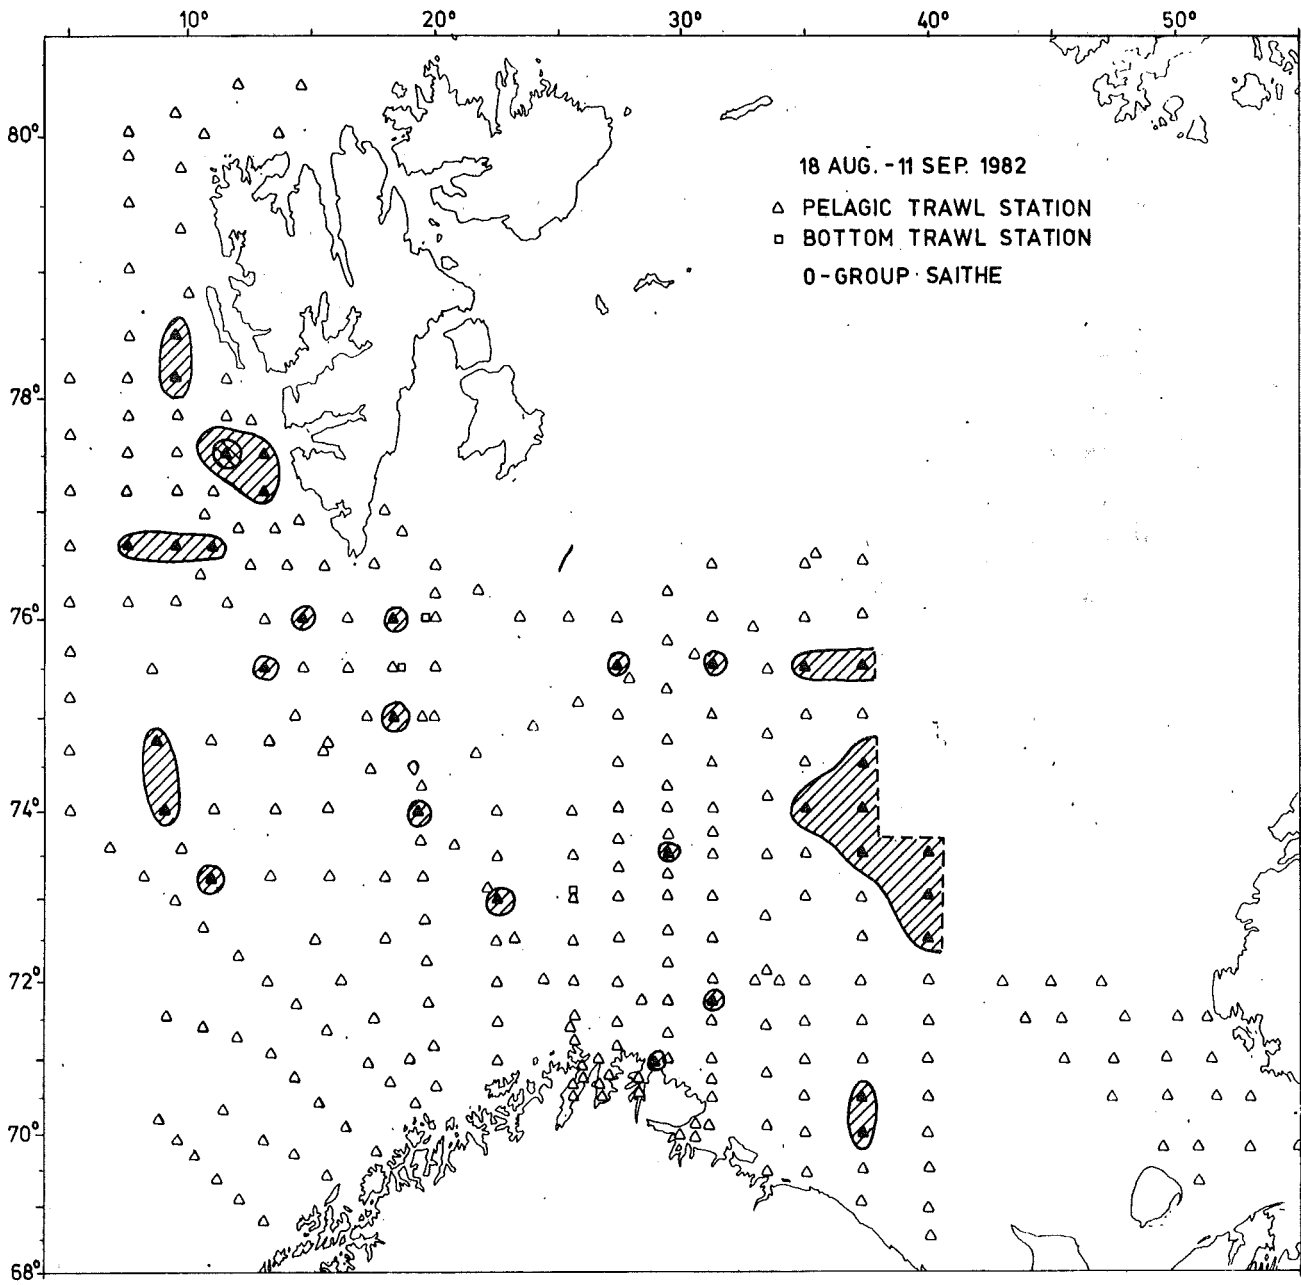 10° 20° 30° 40° 50°
80°
18 AUG. - 11 SEP. 1982
△ PELAGIC TRAWL STATION
□ BOTTOM TRAWL STATION
0-GROUP SAITHE
78°
76°
74°
72°
70°
68°